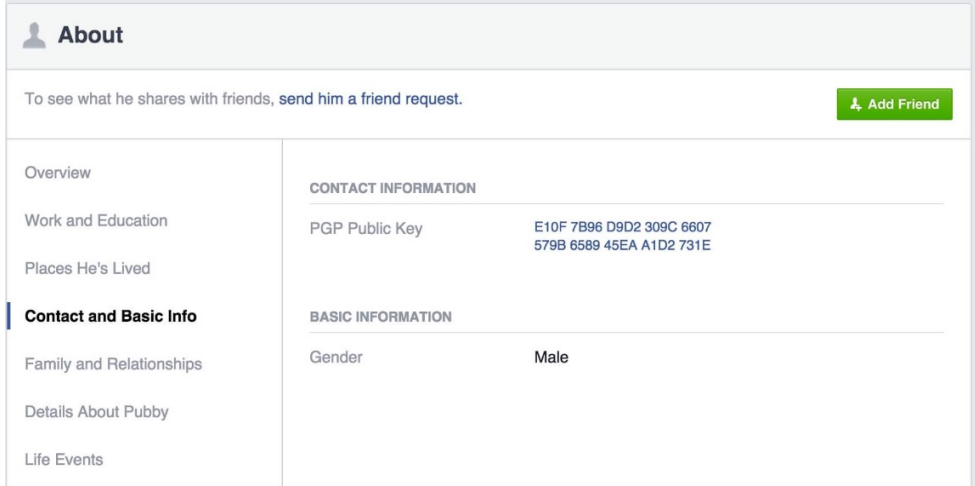 About
To see what he shares with friends, send him a friend request.
Add Friend
Overview
Work and Education
Places He's Lived
Contact and Basic Info
Family and Relationships
Details About Pubby
Life Events
CONTACT INFORMATION
PGP Public Key
E10F 7B96 D9D2 309C 6607
579B 6589 45EA A1D2 731E
BASIC INFORMATION
Gender
Male